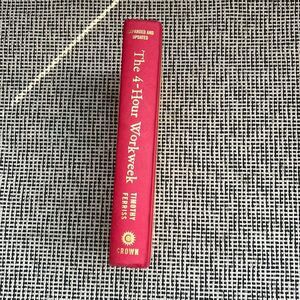 EXPANDED AND
UPDATED
The 4-Hour Workweek
TIMOTHY
FERRISS
CROWN